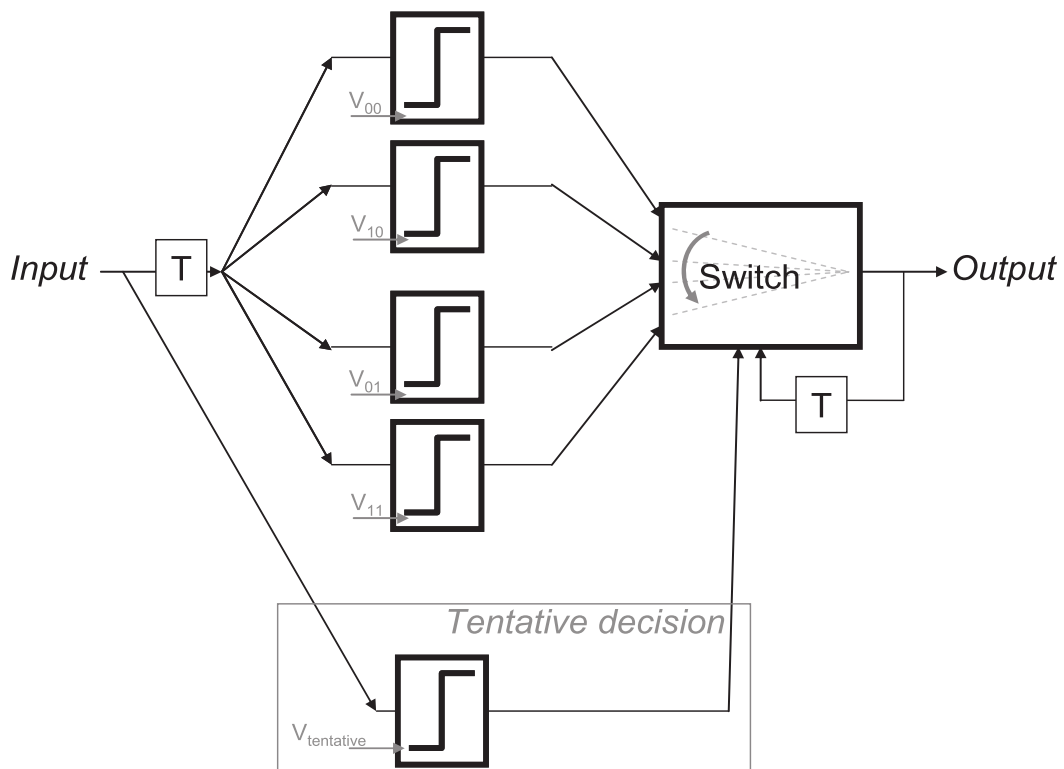 V00
V10
Input
T
Switch
Output
V01
T
V11
Tentative decision
Vtentative